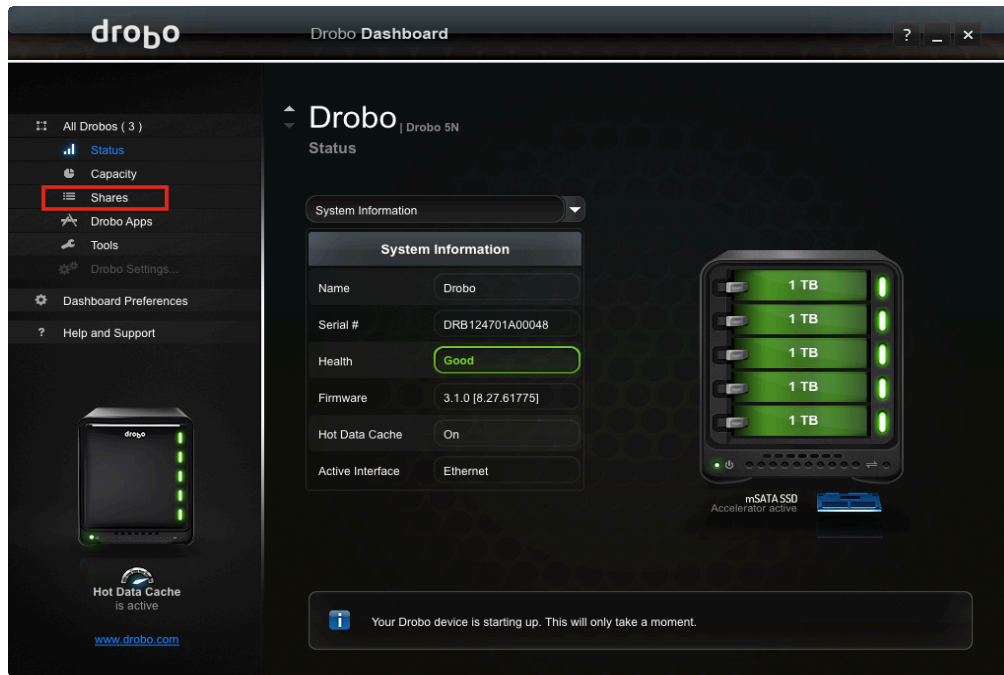 drobo
Drobo Dashboard
? _ ×
All Drobos ( 3 )
Status
Capacity
Shares
Drobo Apps
Tools
Drobo Settings...
Dashboard Preferences
? Help and Support
drobo
Hot Data Cache
is active
www.drobo.com
Drobo | Drobo 5N
Status
System Information
System Information
Name Drobo
Serial # DRB124701A00048
Health Good
Firmware 3.1.0 [8.27.61775]
Hot Data Cache On
Active Interface Ethernet
1 TB
1 TB
1 TB
1 TB
1 TB
mSATA SSD
Accelerator active
Your Drobo device is starting up. This will only take a moment.